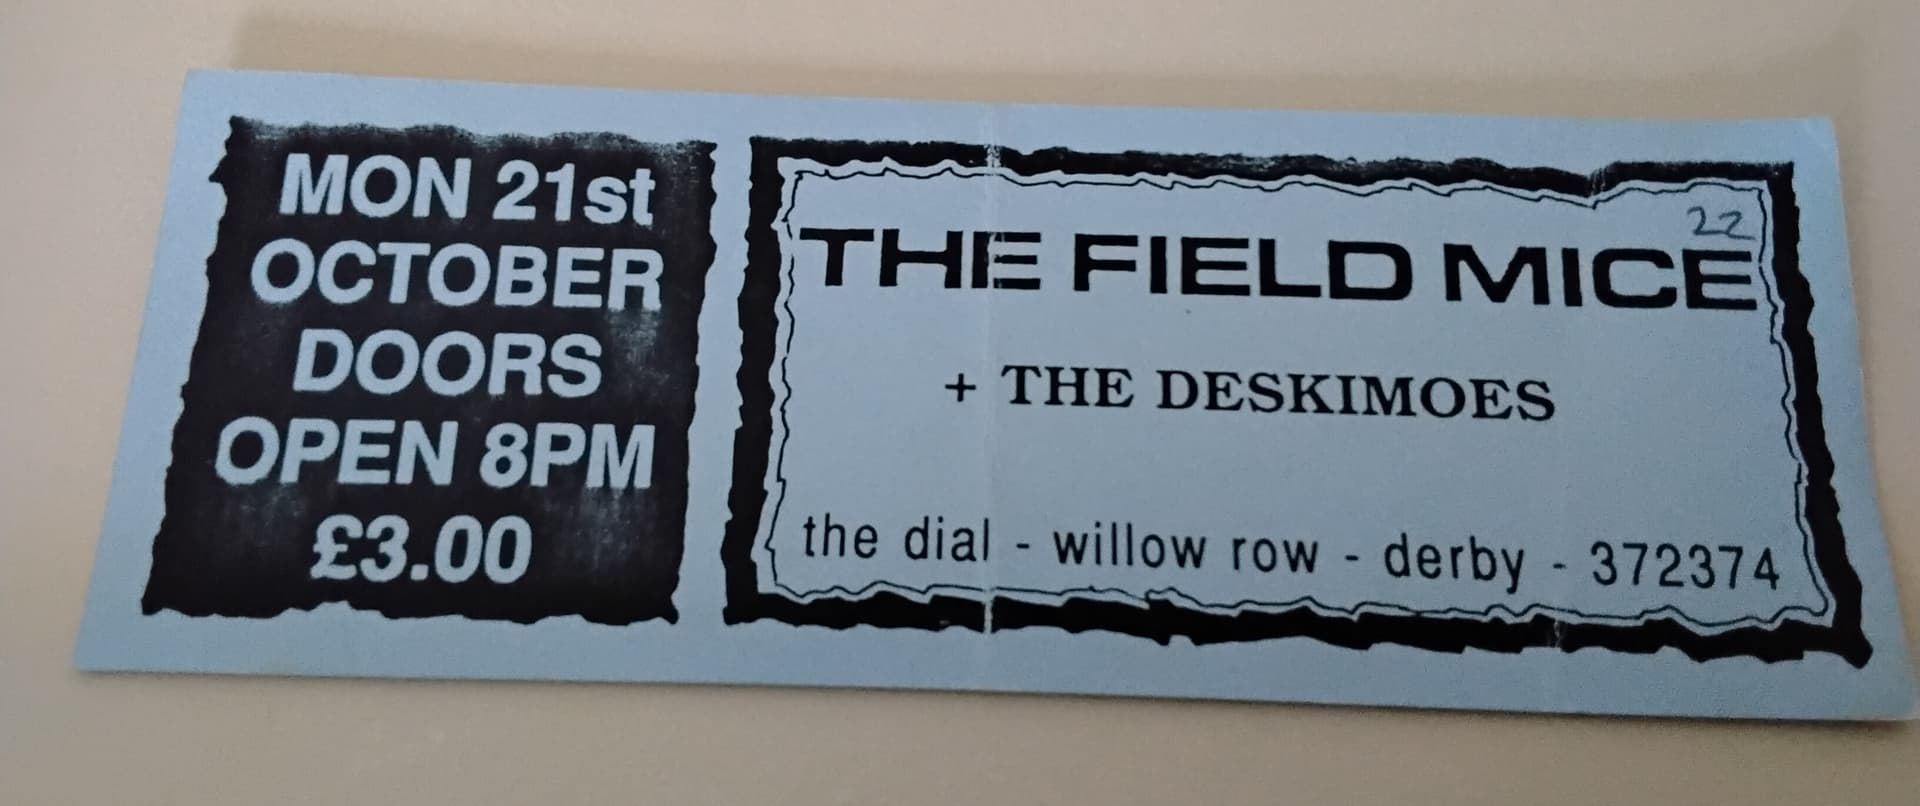 MON 21st
OCTOBER
DOORS
OPEN 8PM
£3.00
22
THE FIELD MICE
+ THE DESKIMOES
the dial - willow row - derby - 372374